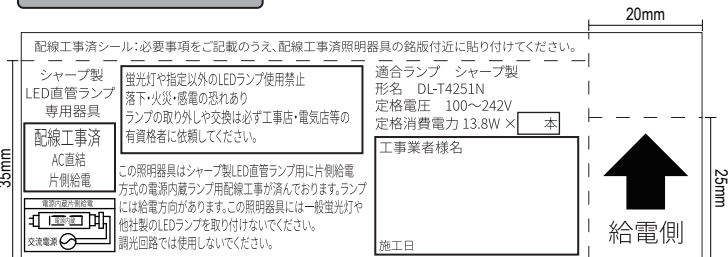 20mm
配線工事済シール:必要事項をご記載のうえ、配線工事済照明器具の銘版付近に貼り付けてください。
シャープ製
LED直管ランプ
専用器具
配線工事済
AC直結
片側給電
電源内蔵片側給電
電源内蔵
交流電源
蛍光灯や指定以外のLEDランプ使用禁止
落下・火災・感電の恐れあり
ランプの取り外しや交換は必ず工事店・電気店等の
有資格者に依頼してください。
この照明器具はシャープ製LED直管ランプ用に片側給電
方式の電源内蔵ランプ用配線工事が済んでおります。ランプ
には給電方向があります。この照明器具には一般蛍光灯や
他社製のLEDランプを取り付けないでください。
調光回路では使用しないでください。
適合ランプ シャープ製
形名 DL-T4251N
定格電圧 100~242V
定格消費電力 13.8W × 本
工事業者様名
施工日
給電側
35mm
25mm